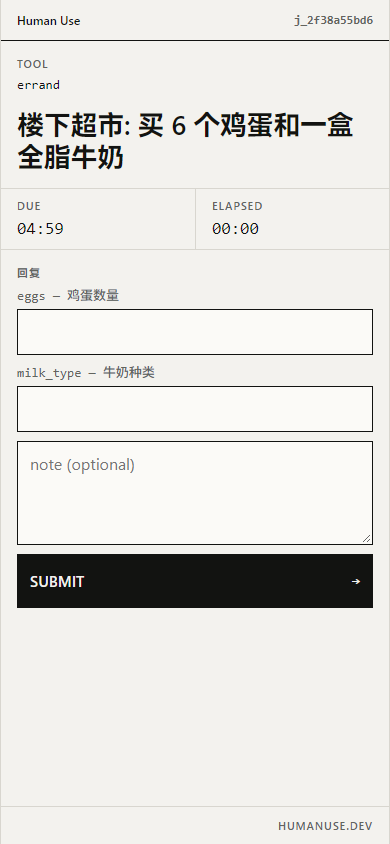 Human Use
j_2f38a55bd6
TOOL
errand
楼下超市: 买 6 个鸡蛋和一盒
全脂牛奶
DUE
ELAPSED
04:59
00:00
回复
eggs — 鸡蛋数量
milk_type — 牛奶种类
note (optional)
SUBMIT →
HUMANUSE.DEV